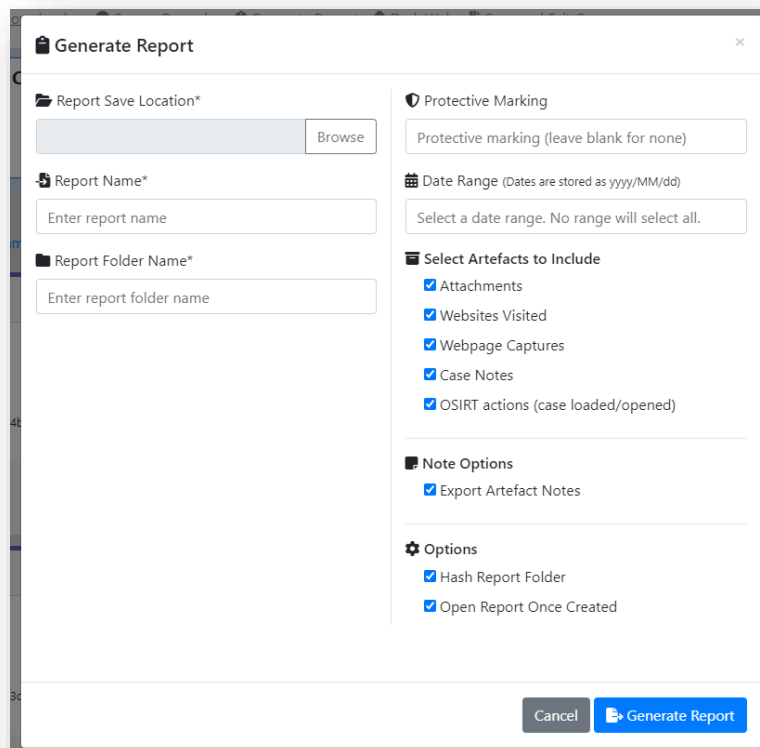 Generate Report
×
Report Save Location*
Browse
Report Name*
Enter report name
Report Folder Name*
Enter report folder name
Protective Marking
Protective marking (leave blank for none)
Date Range (Dates are stored as yyyy/MM/dd)
Select a date range. No range will select all.
Select Artefacts to Include
Attachments
Websites Visited
Webpage Captures
Case Notes
OSIRT actions (case loaded/opened)
Note Options
Export Artefact Notes
Options
Hash Report Folder
Open Report Once Created
Cancel
Generate Report